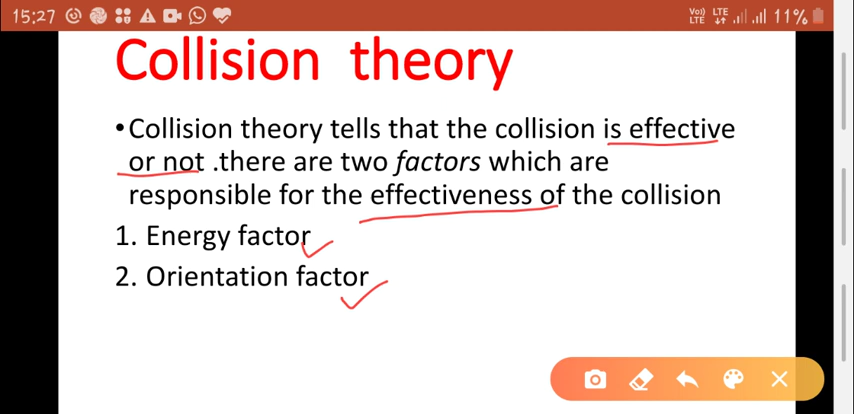 15:27 Vo) LTE LTE 11%
Collision theory
•Collision theory tells that the collision is effective
or not .there are two factors which are
responsible for the effectiveness of the collision
1. Energy factor
2. Orientation factor